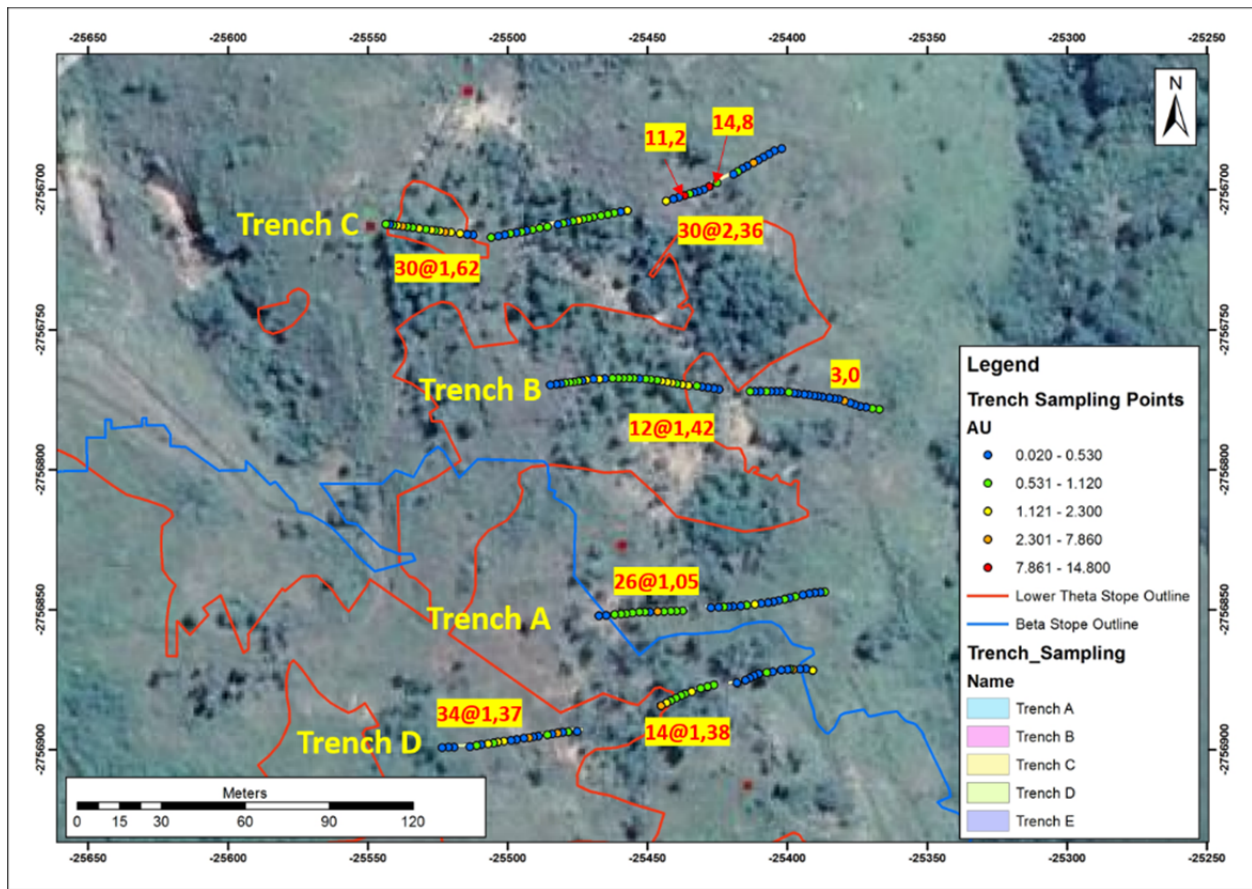 -25650 -25600 -25550 -25500 -25450 -25400 -25350 -25300 -25250
N
14,8
11,2
-2756700 -2756700
Trench C
30@2,36
30@1,62
-2756750 -2756750
Legend
Trench Sampling Points
AU
0.020 - 0.530
0.531 - 1.120
1.121 - 2.300
2.301 - 7.860
7.861 - 14.800
Lower Theta Stope Outline
Beta Stope Outline
Trench_Sampling
Name
Trench A
Trench B
Trench C
Trench D
Trench E
3,0
Trench B
12@1,42
-2756800 -2756800
26@1,05
-2756850 -2756850
Trench A
34@1,37
14@1,38
Trench D
-2756900 -2756900
Meters
0 15 30 60 90 120
-25650 -25600 -25550 -25500 -25450 -25400 -25350 -25300 -25250